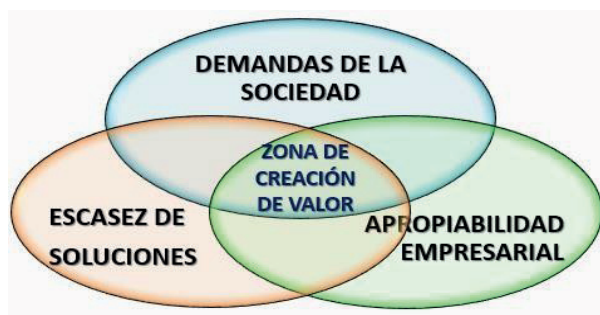 DEMANDAS DE LA
SOCIEDAD
ZONA DE
CREACIÓN
DE VALOR
ESCASEZ DE
SOLUCIONES
APROPIABILIDAD
EMPRESARIAL